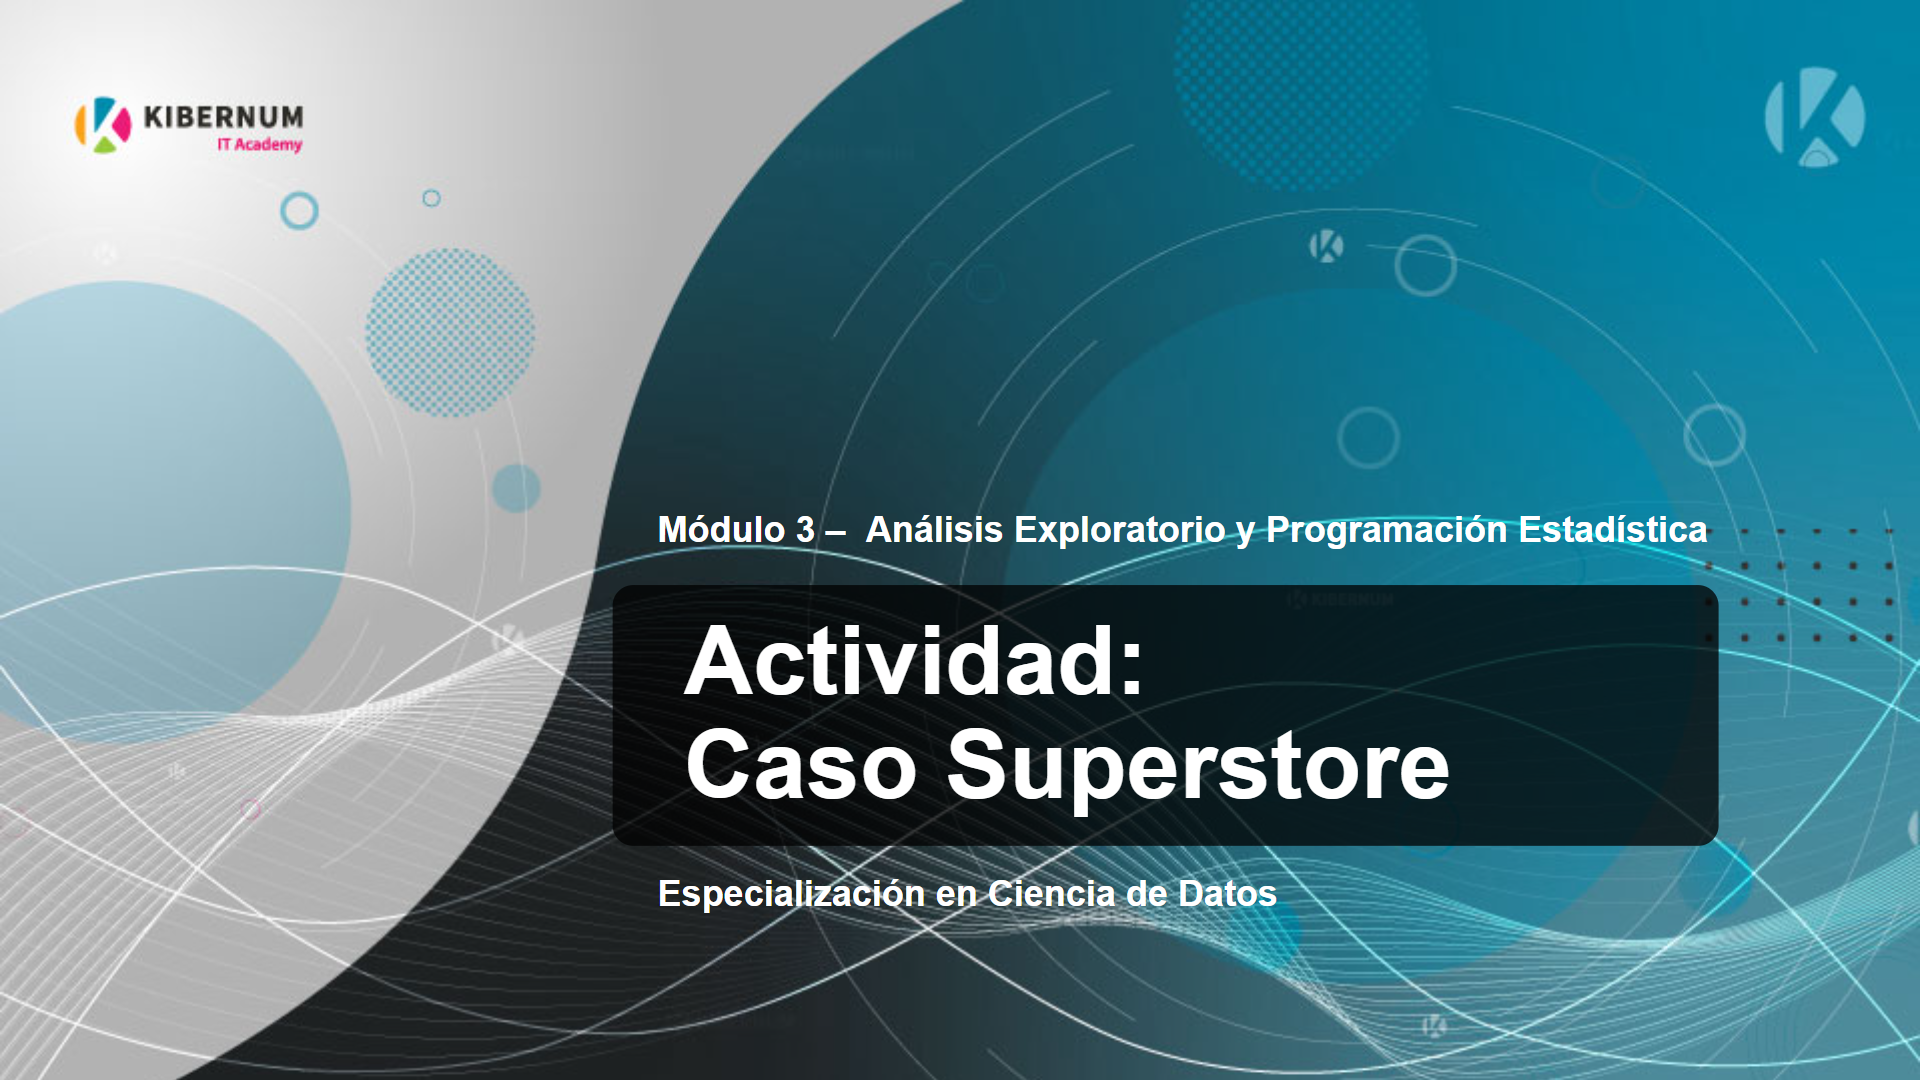 KIBERNUM
IT Academy
Módulo 3 – Análisis Exploratorio y Programación Estadística
Actividad:
Caso Superstore
Especialización en Ciencia de Datos